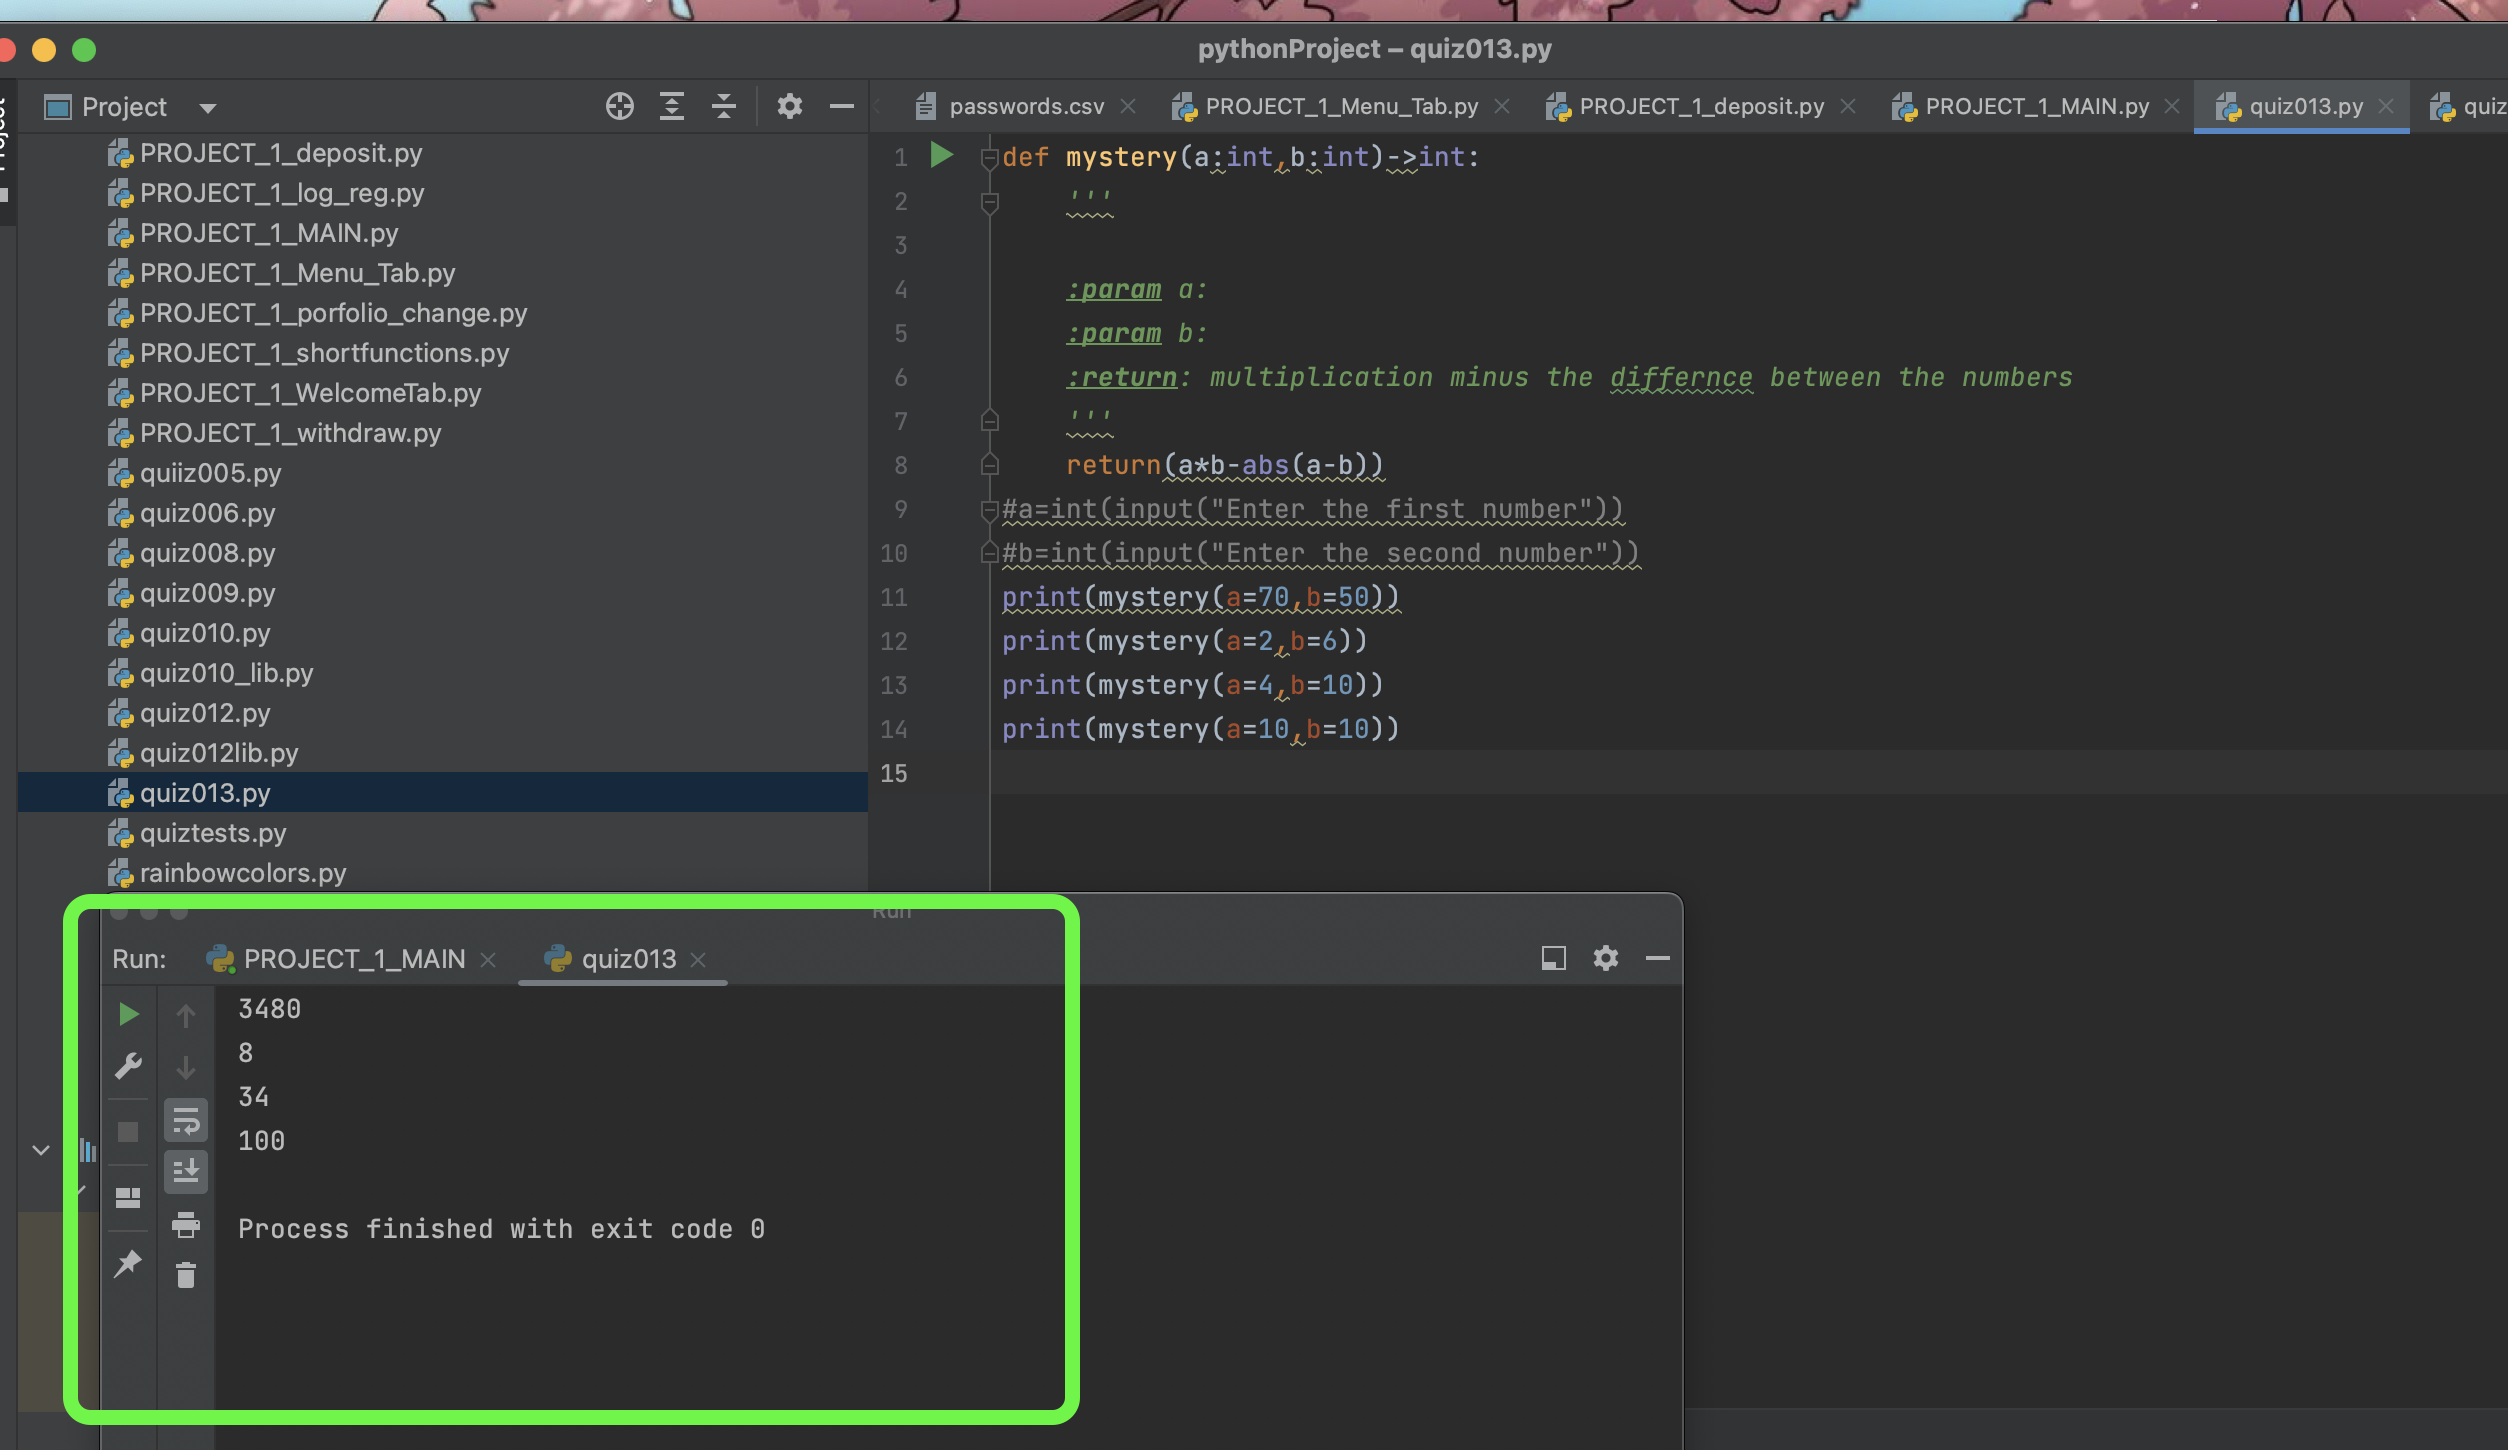 pythonProject – quiz013.py
Project
passwords.csv
PROJECT_1_Menu_Tab.py
PROJECT_1_deposit.py
PROJECT_1_MAIN.py
quiz013.py
quiz
PROJECT_1_deposit.py
PROJECT_1_log_reg.py
PROJECT_1_MAIN.py
PROJECT_1_Menu_Tab.py
PROJECT_1_porfolio_change.py
PROJECT_1_shortfunctions.py
PROJECT_1_WelcomeTab.py
PROJECT_1_withdraw.py
quiiz005.py
quiz006.py
quiz008.py
quiz009.py
quiz010.py
quiz010_lib.py
quiz012.py
quiz012lib.py
quiz013.py
quiztests.py
rainbowcolors.py
1 def mystery(a:int,b:int)->int:
2 '''
3
4 :param a:
5 :param b:
6 :return: multiplication minus the differnce between the numbers
7 '''
8 return(a*b-abs(a-b))
9 #a=int(input("Enter the first number"))
10 #b=int(input("Enter the second number"))
11 print(mystery(a=70,b=50))
12 print(mystery(a=2,b=6))
13 print(mystery(a=4,b=10))
14 print(mystery(a=10,b=10))
15
Run
Run: PROJECT_1_MAIN quiz013
3480
8
34
100
Process finished with exit code 0